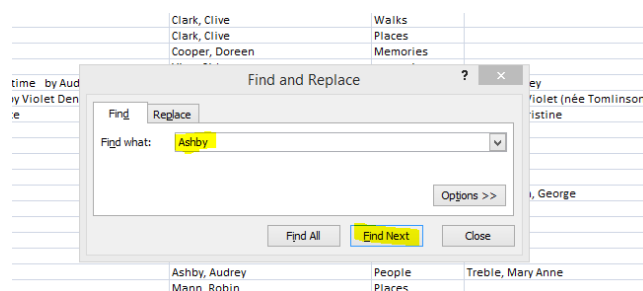 Clark, Clive Walks
Clark, Clive Places
Cooper, Doreen Memories
Find and Replace ?
time by Aud ey
by Violet Den Violet (née Tomlinson
te ristine
Find Replace
Find what: Ashby
Options >> , George
Find All Find Next Close
Ashby, Audrey People Treble, Mary Anne
Mann, Robin Places